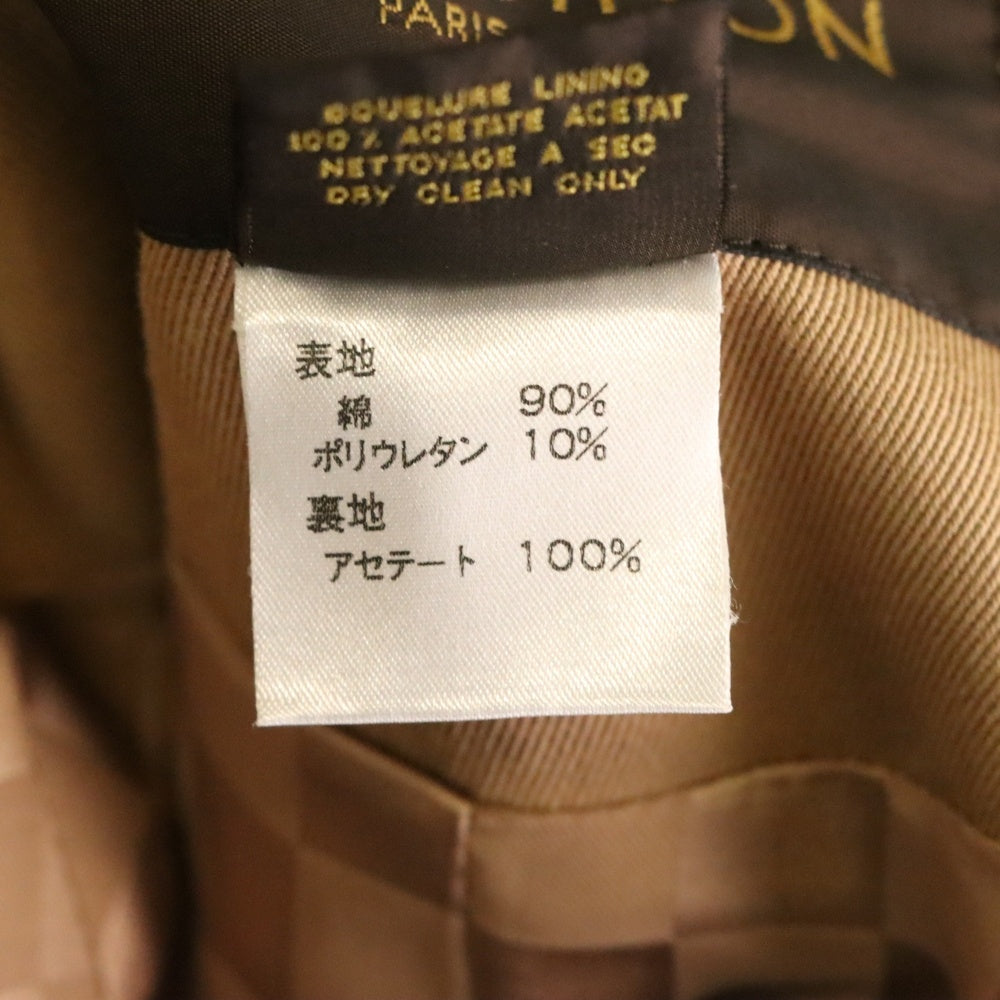 PARIS
DOUBLURE LINING
100 % ACETATE ACETAT
NETTOYAGE A SEC
DRY CLEAN ONLY
表地
綿 90%
ポリウレタン 10%
裏地
アセテート 100%